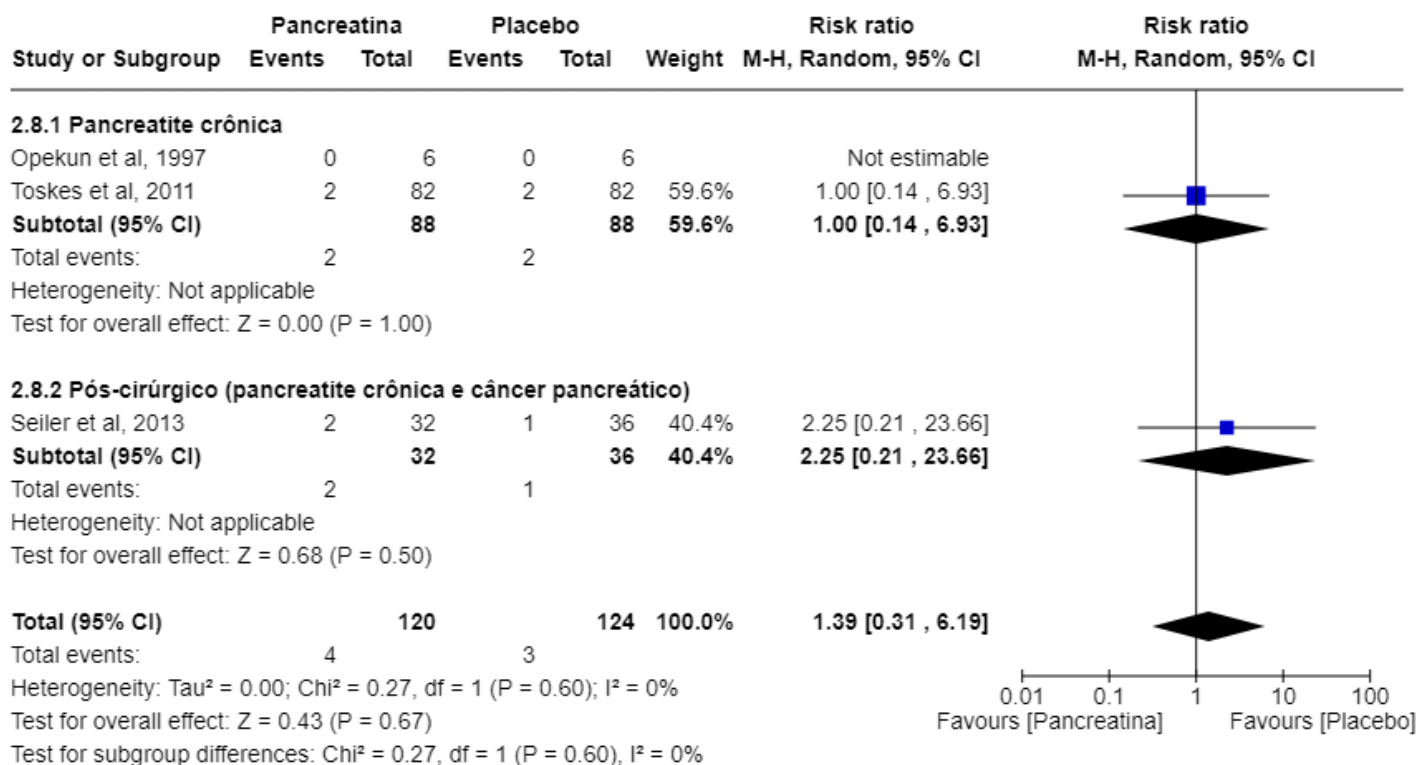 Pancreatina Placebo Risk ratio Risk ratio
Study or Subgroup Events Total Events Total Weight M-H, Random, 95% CI M-H, Random, 95% CI
2.8.1 Pancreatite crônica
Opekun et al, 1997 0 6 0 6 Not estimable
Toskes et al, 2011 2 82 2 82 59.6% 1.00 [0.14 , 6.93]
Subtotal (95% CI) 88 88 59.6% 1.00 [0.14 , 6.93]
Total events: 2 2
Heterogeneity: Not applicable
Test for overall effect: Z = 0.00 (P = 1.00)
2.8.2 Pós-cirúrgico (pancreatite crônica e câncer pancreático)
Seiler et al, 2013 2 32 1 36 40.4% 2.25 [0.21 , 23.66]
Subtotal (95% CI) 32 36 40.4% 2.25 [0.21 , 23.66]
Total events: 2 1
Heterogeneity: Not applicable
Test for overall effect: Z = 0.68 (P = 0.50)
Total (95% CI) 120 124 100.0% 1.39 [0.31 , 6.19]
Total events: 4 3
Heterogeneity: Tau² = 0.00; Chi² = 0.27, df = 1 (P = 0.60); I² = 0%
0.01 0.1 1 10 100
Test for overall effect: Z = 0.43 (P = 0.67) Favours [Pancreatina] Favours [Placebo]
Test for subgroup differences: Chi² = 0.27, df = 1 (P = 0.60), I² = 0%